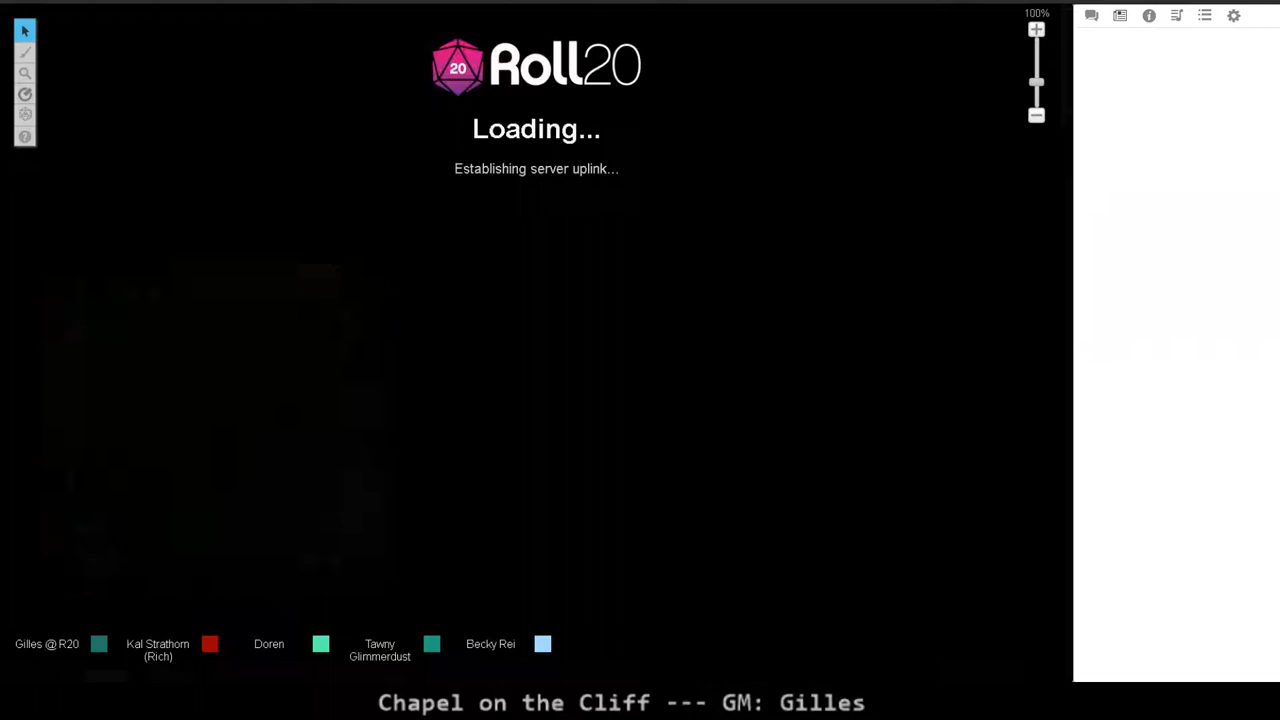 100%
20 Roll20
Loading...
Establishing server uplink...
Gilles @ R20
Kal Strathorn
(Rich)
Doren
Tawny
Glimmerdust
Becky Rei
Chapel on the Cliff --- GM: Gilles